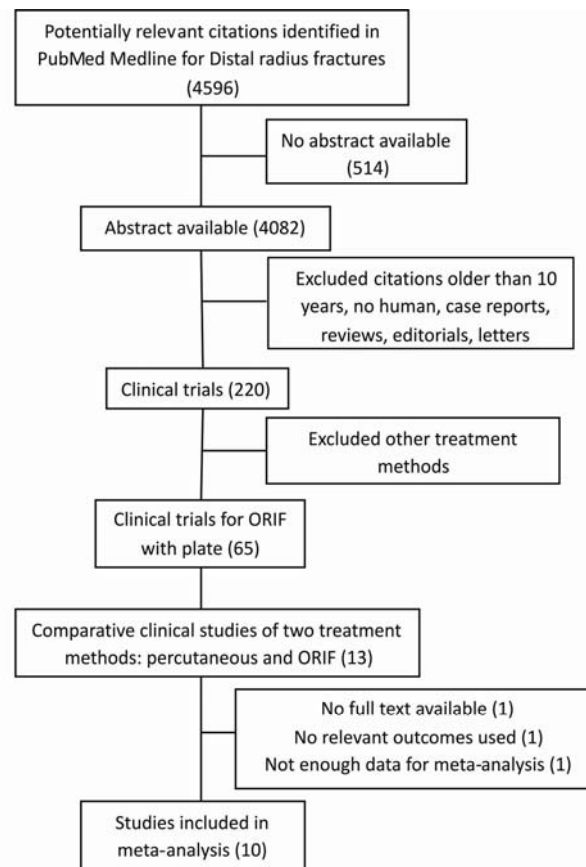 Potentially relevant citations identified in
PubMed Medline for Distal radius fractures
(4596)
No abstract available
(514)
Abstract available (4082)
Excluded citations older than 10
years, no human, case reports,
reviews, editorials, letters
Clinical trials (220)
Excluded other treatment
methods
Clinical trials for ORIF
with plate (65)
Comparative clinical studies of two treatment
methods: percutaneous and ORIF (13)
No full text available (1)
No relevant outcomes used (1)
Not enough data for meta-analysis (1)
Studies included in
meta-analysis (10)